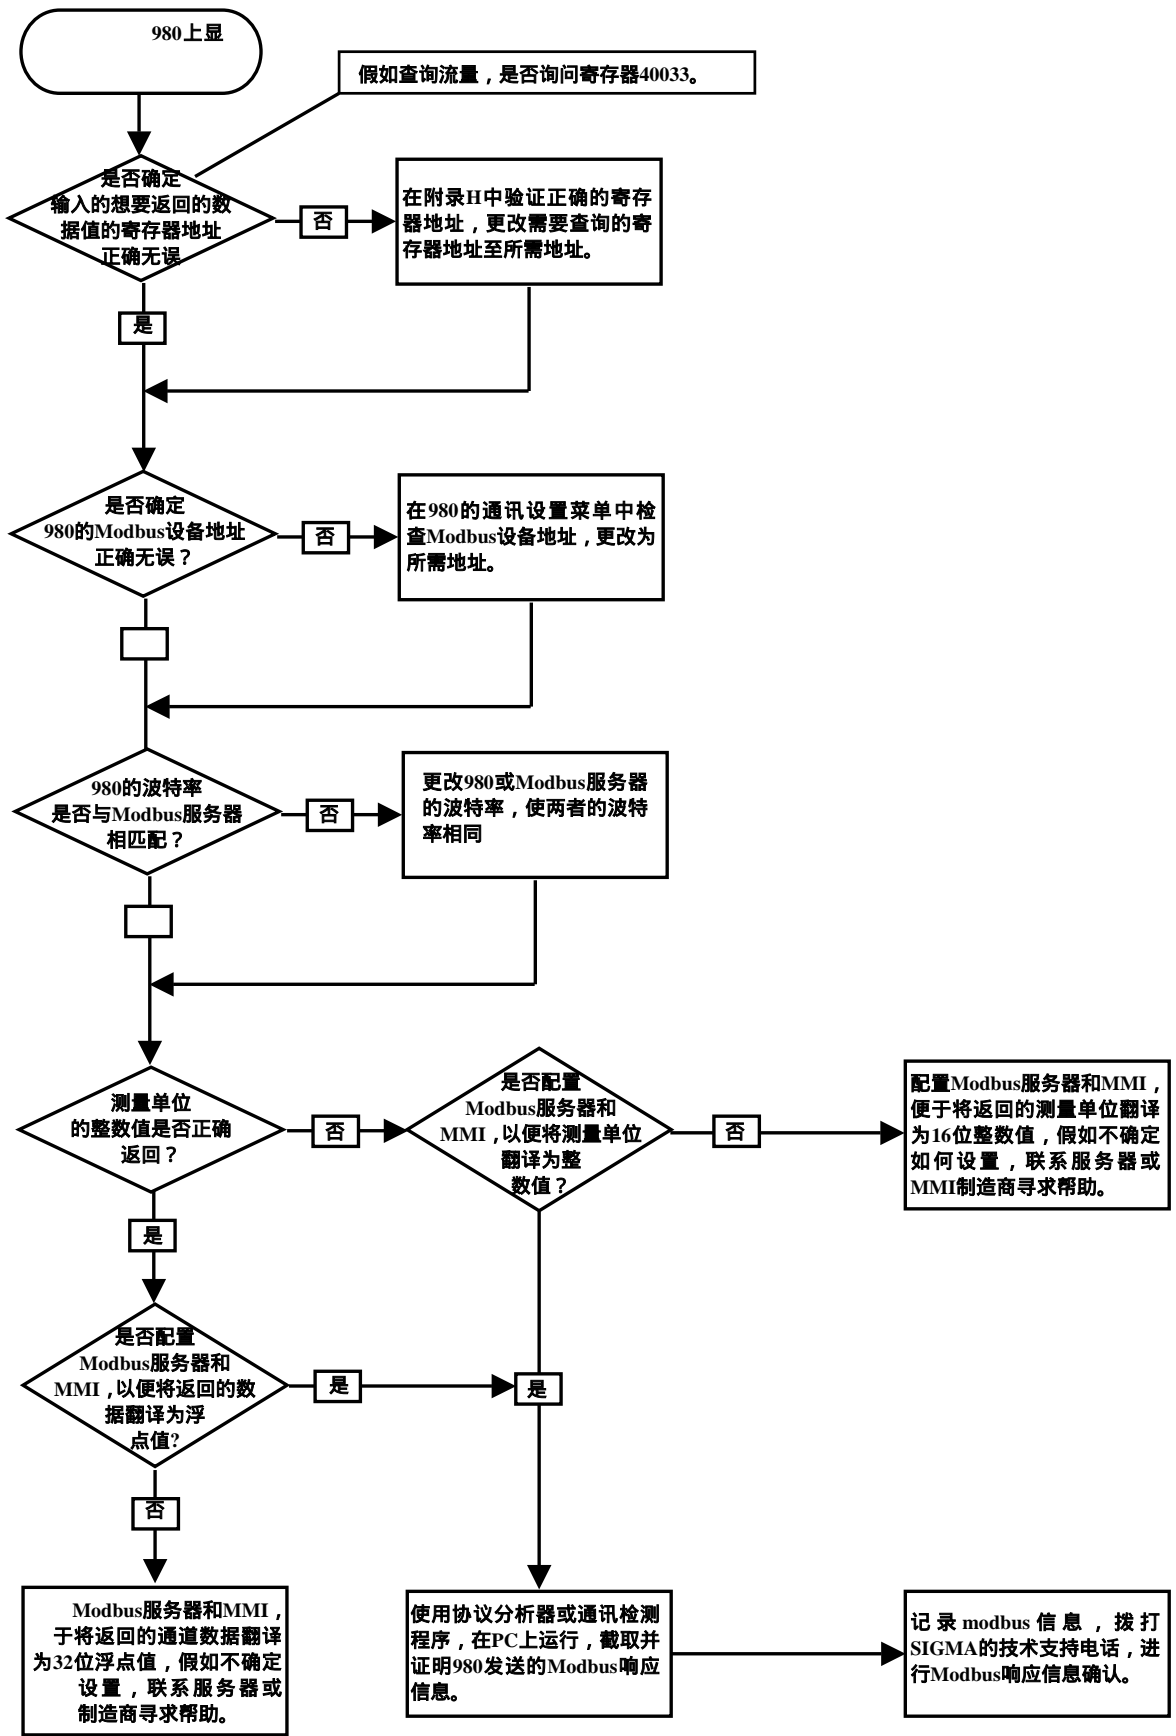 980上显
假如查询流量，是否询问寄存器40033。
是否确定
输入的想要返回的数
据值的寄存器地址
正确无误
否
在附录H中验证正确的寄存
器地址，更改需要查询的寄
存器地址至所需地址。
是
是否确定
980的Modbus设备地址
正确无误？
否
在980的通讯设置菜单中检
查Modbus设备地址，更改为
所需地址。
980的波特率
是否与Modbus服务器
相匹配？
否
更改980或Modbus服务器
的波特率，使两者的波特
率相同
测量单位
的整数值是否正确
返回？
否
是否配置
Modbus服务器和
MMI，以便将测量单位
翻译为整
数值？
否
配置Modbus服务器和MMI，
便于将返回的测量单位翻译
为16位整数值，假如不确定
如何设置，联系服务器或
MMI制造商寻求帮助。
是
是否配置
Modbus服务器和
MMI，以便将返回的数
据翻译为浮
点值?
是
是
否
Modbus服务器和MMI，
于将返回的通道数据翻译
为32位浮点值，假如不确定
设置，联系服务器或
制造商寻求帮助。
使用协议分析器或通讯检测
程序，在PC上运行，截取并
证明980发送的Modbus响应
信息。
记录modbus信息，拨打
SIGMA的技术支持电话，进
行Modbus响应信息确认。